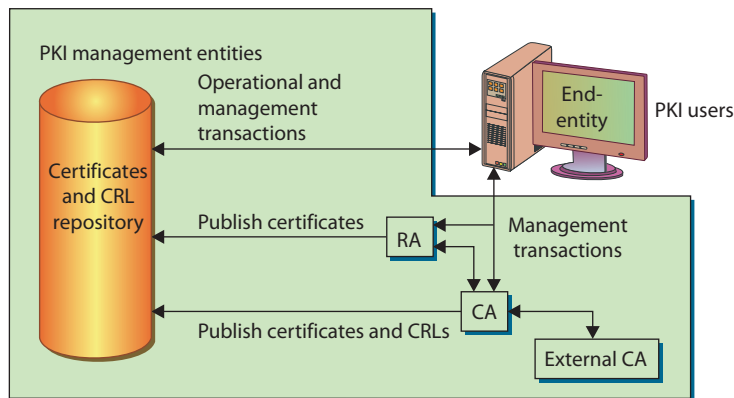 PKI management entities
Operational and
management
transactions
End-
entity
PKI users
Certificates
and CRL
repository
Publish certificates
RA
Management
transactions
CA
Publish certificates and CRLs
External CA